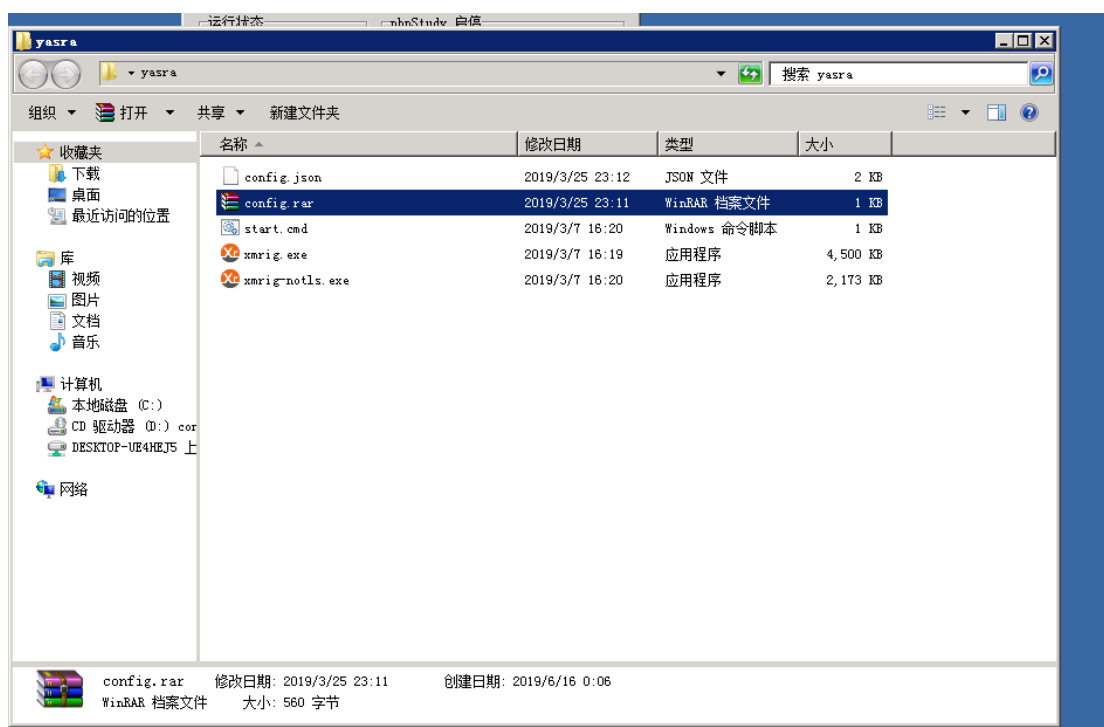 运行状态 phpStudy 启停
yasra
yasra 搜索 yasra
组织 打开 共享 新建文件夹
名称 修改日期 类型 大小
收藏夹
下载
桌面
最近访问的位置
库
视频
图片
文档
音乐
计算机
本地磁盘 (C:)
CD 驱动器 (D:) cor
DESKTOP-UE4HEJ5 上
网络
config.json 2019/3/25 23:12 JSON 文件 2 KB
config.rar 2019/3/25 23:11 WinRAR 档案文件 1 KB
start.cmd 2019/3/7 16:20 Windows 命令脚本 1 KB
xmrig.exe 2019/3/7 16:19 应用程序 4,500 KB
xmrig-notls.exe 2019/3/7 16:20 应用程序 2,173 KB
config.rar 修改日期: 2019/3/25 23:11 创建日期: 2019/6/16 0:06
WinRAR 档案文件 大小: 560 字节